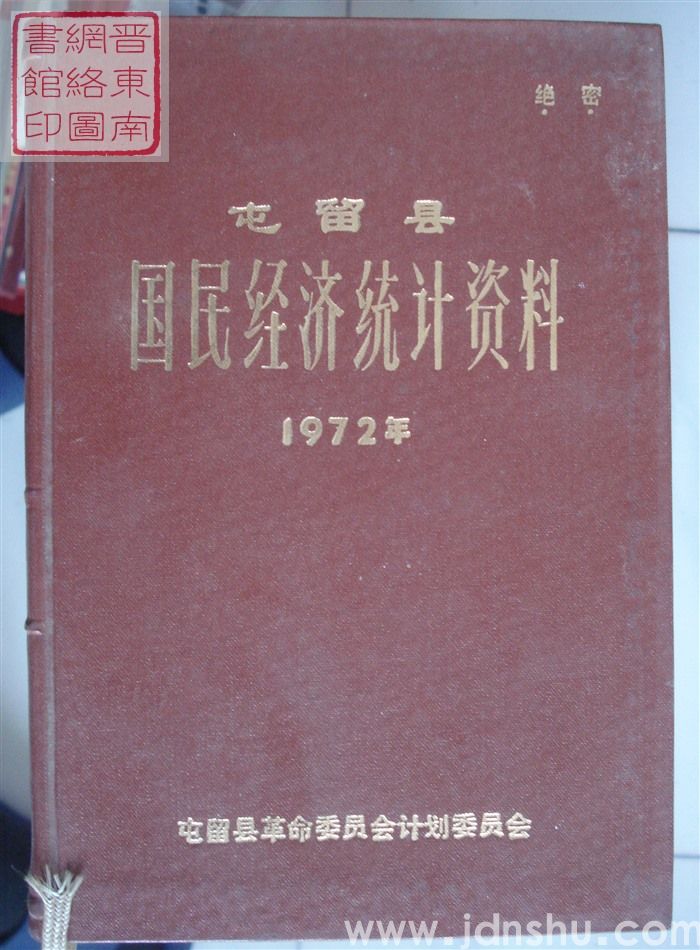 晋東南
網絡圖
書館印
绝密
屯留县
国民经济统计资料
1972年
屯留县革命委员会计划委员会
www.jdnshu.com